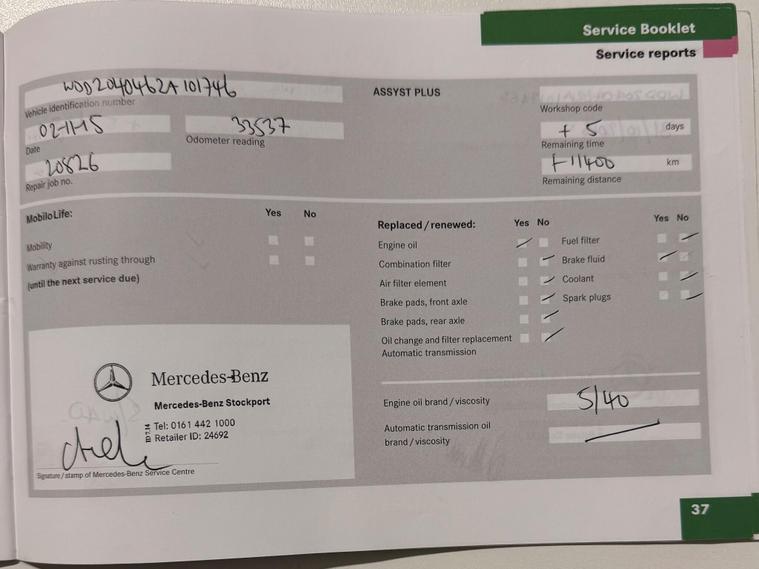 Service Booklet
Service reports
WDD2040462A101746
Vehicle identification number
ASSYST PLUS
Workshop code
02-11-15
Date
33537
Odometer reading
+ 5 days
Remaining time
20826
Repair job no.
+11400 km
Remaining distance
MobiloLife: Yes No
Mobility
Warranty against rusting through
(until the next service due)
Replaced/renewed: Yes No Yes No
Engine oil Fuel filter
Combination filter Brake fluid
Air filter element Coolant
Brake pads, front axle Spark plugs
Brake pads, rear axle
Oil change and filter replacement
Automatic transmission
Mercedes-Benz
Mercedes-Benz Stockport
Tel: 0161 442 1000
Retailer ID: 24692
Signature/stamp of Mercedes-Benz Service Centre
Engine oil brand/viscosity 5/40
Automatic transmission oil
brand/viscosity
37